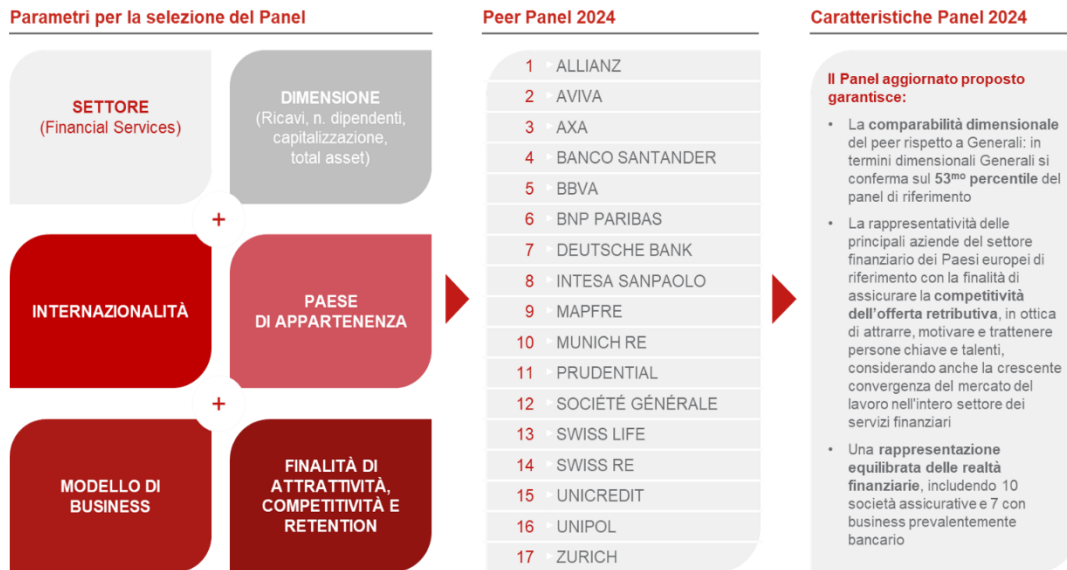 Parametri per la selezione del Panel
SETTORE
(Financial Services)
DIMENSIONE
(Ricavi, n. dipendenti,
capitalizzazione,
total asset)
+
INTERNAZIONALITÀ
PAESE
DI APPARTENENZA
+
MODELLO DI
BUSINESS
FINALITÀ DI
ATTRATTIVITÀ,
COMPETITIVITÀ E
RETENTION
Peer Panel 2024
1 ALLIANZ
2 AVIVA
3 AXA
4 BANCO SANTANDER
5 BBVA
6 BNP PARIBAS
7 DEUTSCHE BANK
8 INTESA SANPAOLO
9 MAPFRE
10 MUNICH RE
11 PRUDENTIAL
12 SOCIÉTÉ GÉNÉRALE
13 SWISS LIFE
14 SWISS RE
15 UNICREDIT
16 UNIPOL
17 ZURICH
Caratteristiche Panel 2024
Il Panel aggiornato proposto
garantisce:
• La comparabilità dimensionale
del peer rispetto a Generali: in
termini dimensionali Generali si
conferma sul 53mo percentile del
panel di riferimento
• La rappresentatività delle
principali aziende del settore
finanziario dei Paesi europei di
riferimento con la finalità di
assicurare la competitività
dell'offerta retributiva, in ottica
di attrarre, motivare e trattenere
persone chiave e talenti,
considerando anche la crescente
convergenza del mercato del
lavoro nell'intero settore dei
servizi finanziari
• Una rappresentazione
equilibrata delle realtà
finanziarie, includendo 10
società assicurative e 7 con
business prevalentemente
bancario